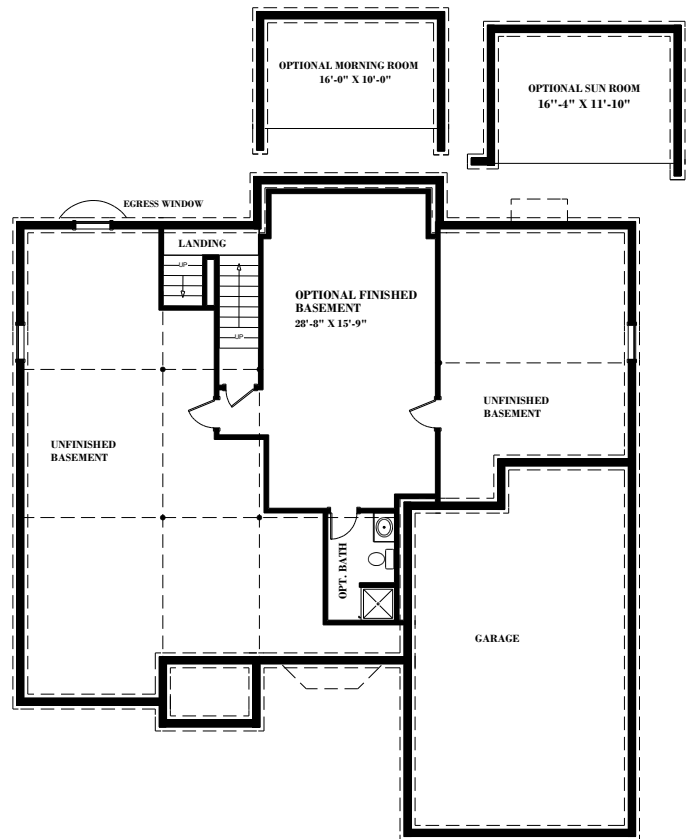 OPTIONAL MORNING ROOM
16'-0" X 10'-0"
OPTIONAL SUN ROOM
16''-4" X 11'-10"
EGRESS WINDOW
LANDING
UP
UP
OPTIONAL FINISHED
BASEMENT
28'-8" X 15'-9"
UNFINISHED
BASEMENT
UNFINISHED
BASEMENT
OPT. BATH
GARAGE